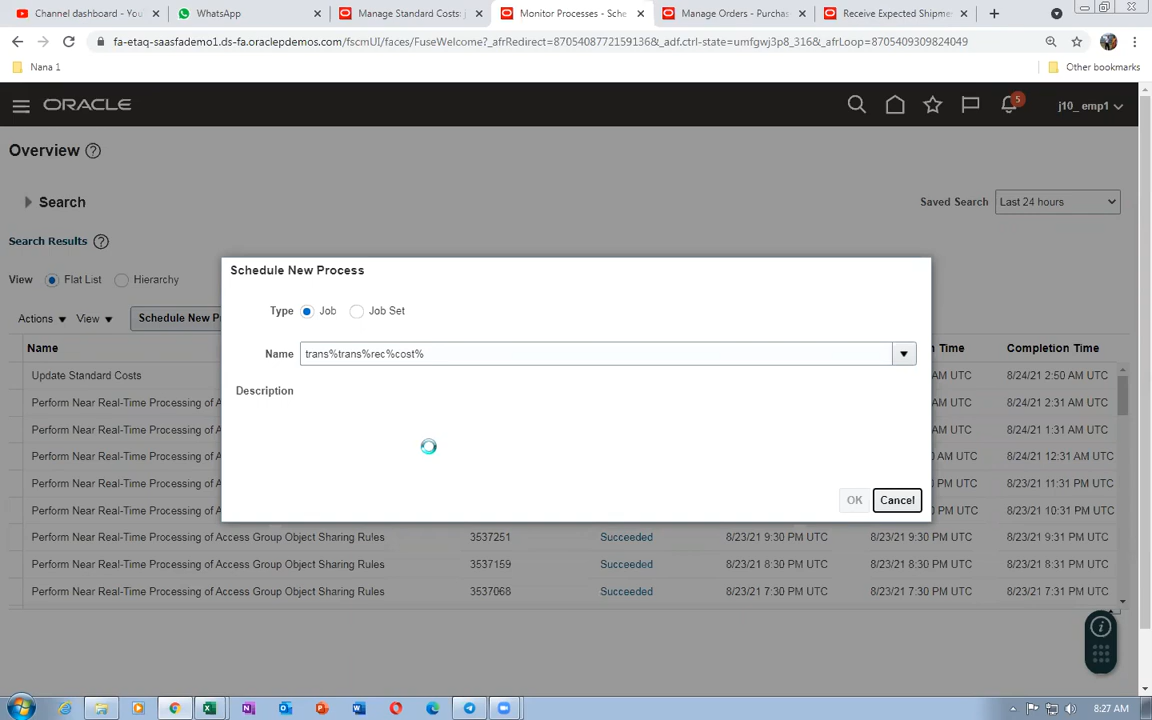 Channel dashboard - You
WhatsApp
Manage Standard Costs: j
Monitor Processes - Sche
Manage Orders - Purchas
Receive Expected Shipme
fa-etaq-saasfademo1.ds-fa.oraclepdemos.com/fscmUI/faces/FuseWelcome?_afrRedirect=8705408772159136&_adf.ctrl-state=umfgwj3p8_316&_afrLoop=8705409309824049
Nana 1
Other bookmarks
ORACLE
5
j10_ emp1
Overview
Search
Saved Search
Last 24 hours
Search Results
View
Flat List
Hierarchy
Actions
View
Schedule New P
Name
n Time
Completion Time
Update Standard Costs
AM UTC
8/24/21 2:50 AM UTC
Perform Near Real-Time Processing of A
AM UTC
8/24/21 2:31 AM UTC
Perform Near Real-Time Processing of A
AM UTC
8/24/21 1:31 AM UTC
Perform Near Real-Time Processing of A
AM UTC
8/24/21 12:31 AM UTC
Perform Near Real-Time Processing of A
PM UTC
8/23/21 11:31 PM UTC
Perform Near Real-Time Processing of A
PM UTC
8/23/21 10:31 PM UTC
Perform Near Real-Time Processing of Access Group Object Sharing Rules
3537251
Succeeded
8/23/21 9:30 PM UTC
8/23/21 9:31 PM UTC
Perform Near Real-Time Processing of Access Group Object Sharing Rules
3537159
Succeeded
8/23/21 8:30 PM UTC
8/23/21 8:31 PM UTC
Perform Near Real-Time Processing of Access Group Object Sharing Rules
3537068
Succeeded
8/23/21 7:30 PM UTC
8/23/21 7:31 PM UTC
Schedule New Process
Type
Job
Job Set
Name
trans%trans%rec%cost%
Description
OK
Cancel
8:27 AM